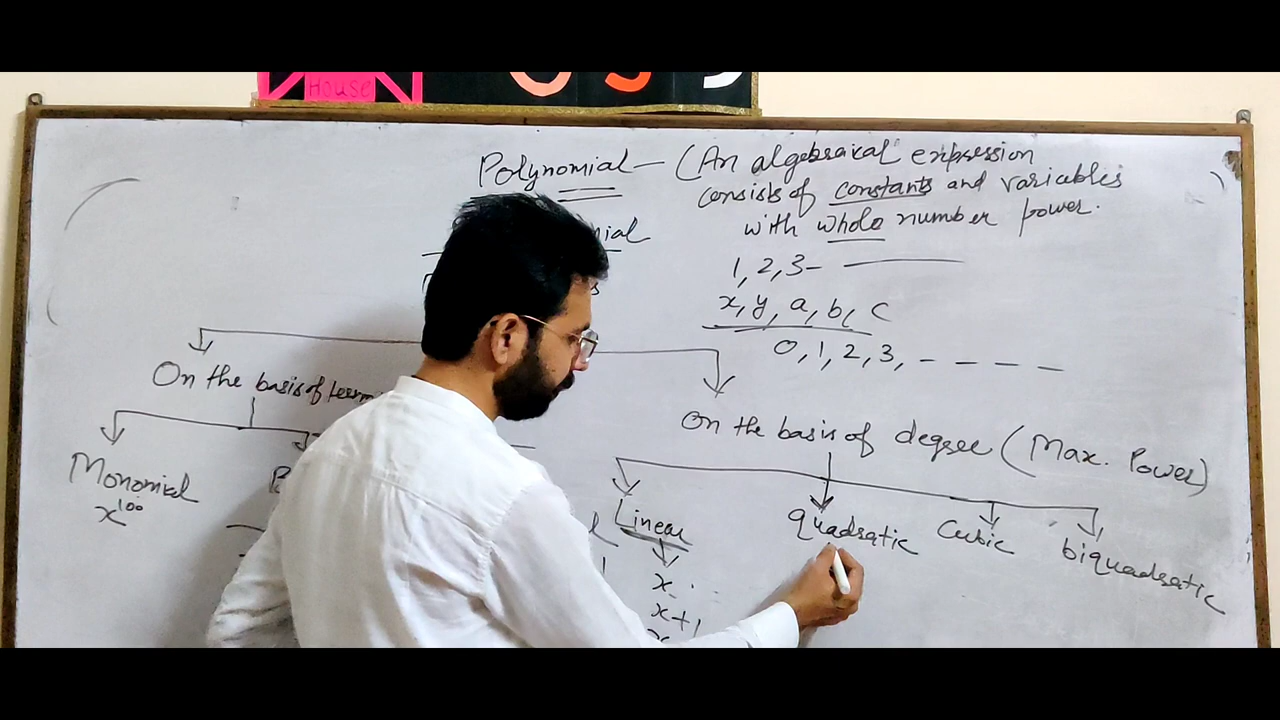 House
Polynomial — (An algebraical expression
consists of constants and variables
with whole number power.
1, 2, 3 -
x, y, a, b, c
0, 1, 2, 3, - - - -
On the basis of
On the basis of degree (Max. Power)
Monomial
x¹⁰⁰
Linear
x
x+1
quadratic
Cubic
biquadratic